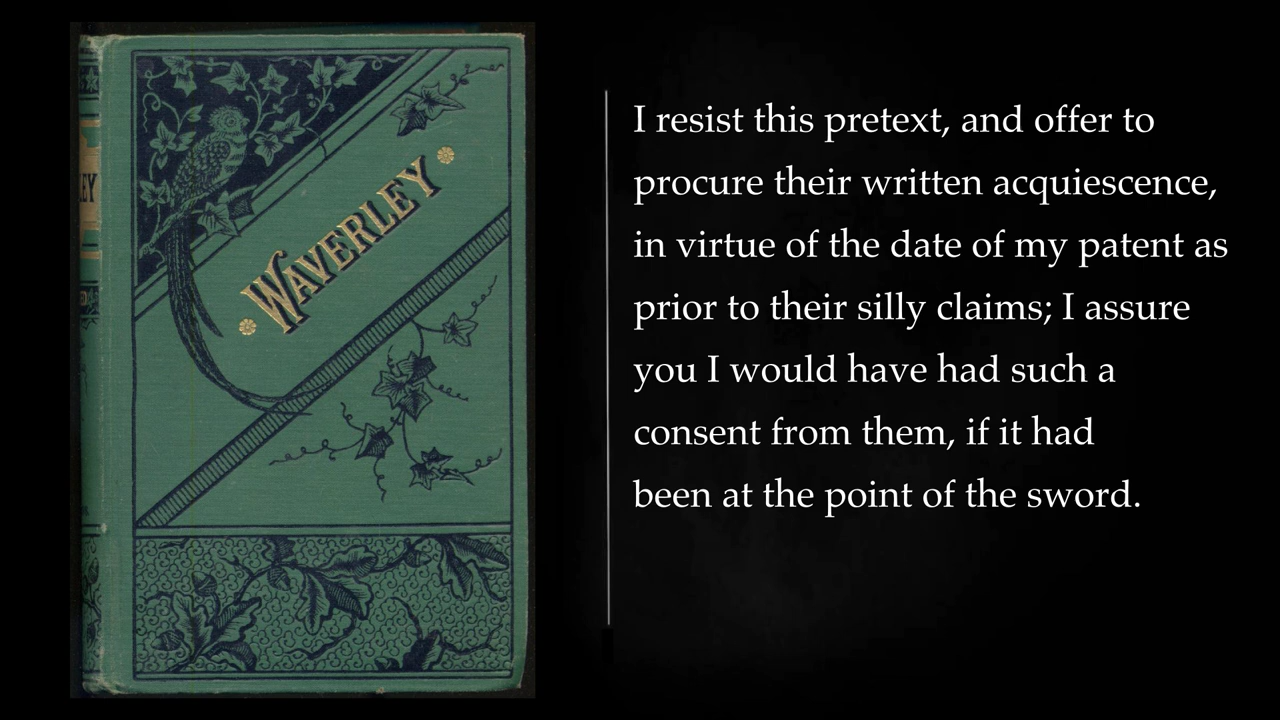 WAVERLEY
I resist this pretext, and offer to
procure their written acquiescence,
in virtue of the date of my patent as
prior to their silly claims; I assure
you I would have had such a
consent from them, if it had
been at the point of the sword.